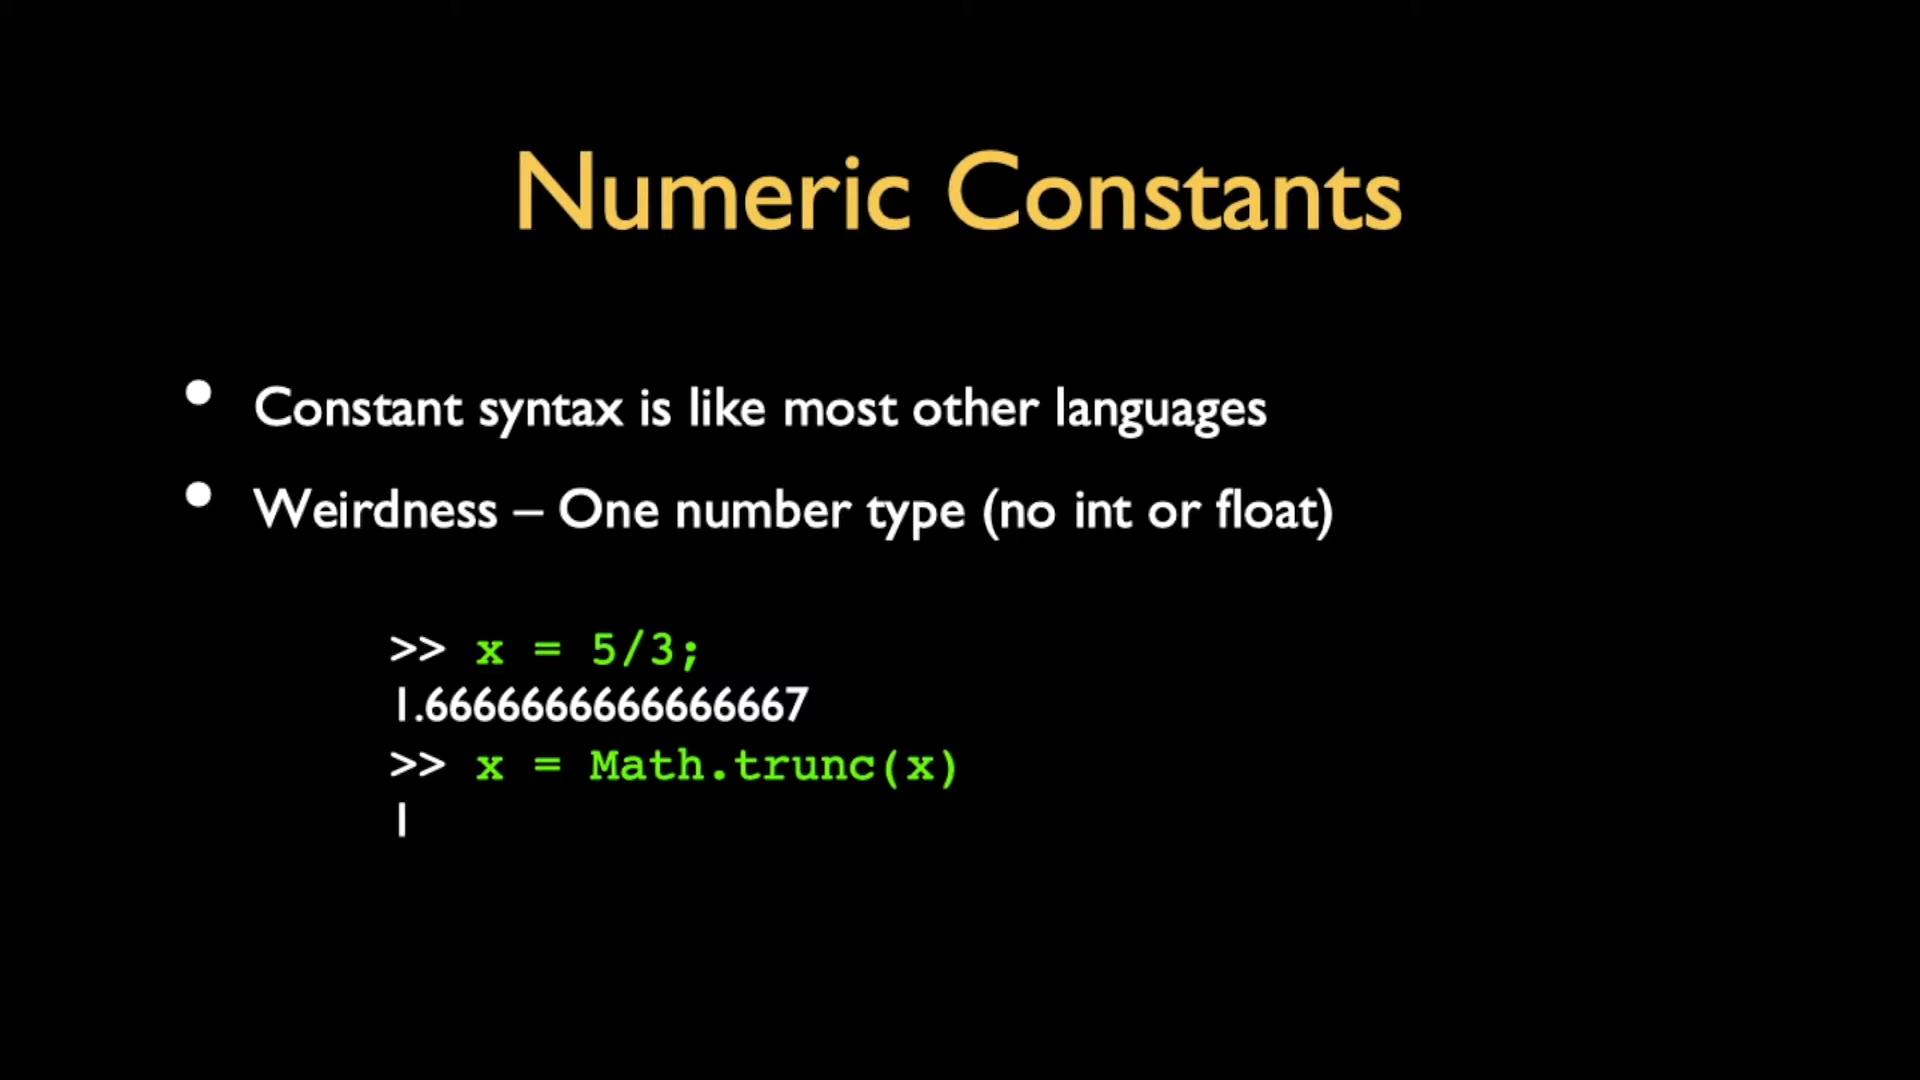 Numeric Constants
• Constant syntax is like most other languages
• Weirdness – One number type (no int or float)
>> x = 5/3;
1.6666666666666667
>> x = Math.trunc(x)
1